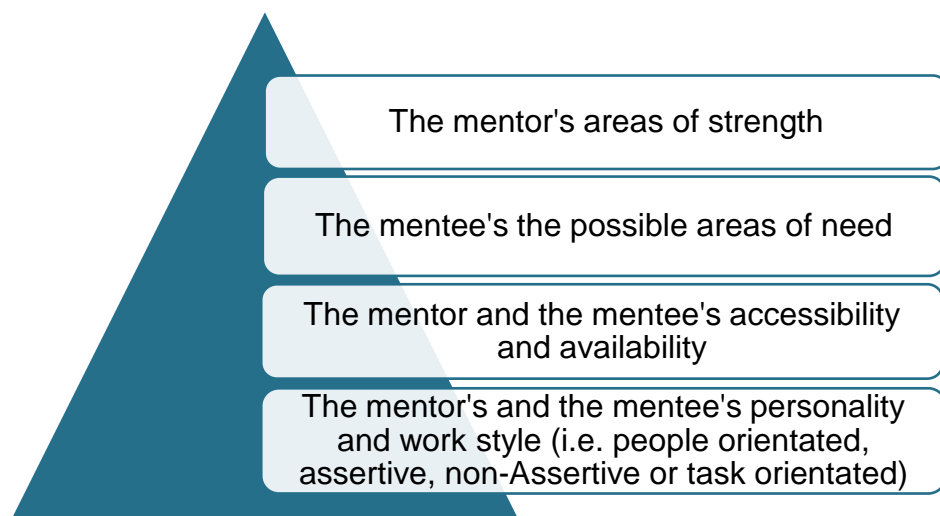 The mentor's areas of strength
The mentee's the possible areas of need
The mentor and the mentee's accessibility
and availability
The mentor's and the mentee's personality
and work style (i.e. people orientated,
assertive, non-Assertive or task orientated)